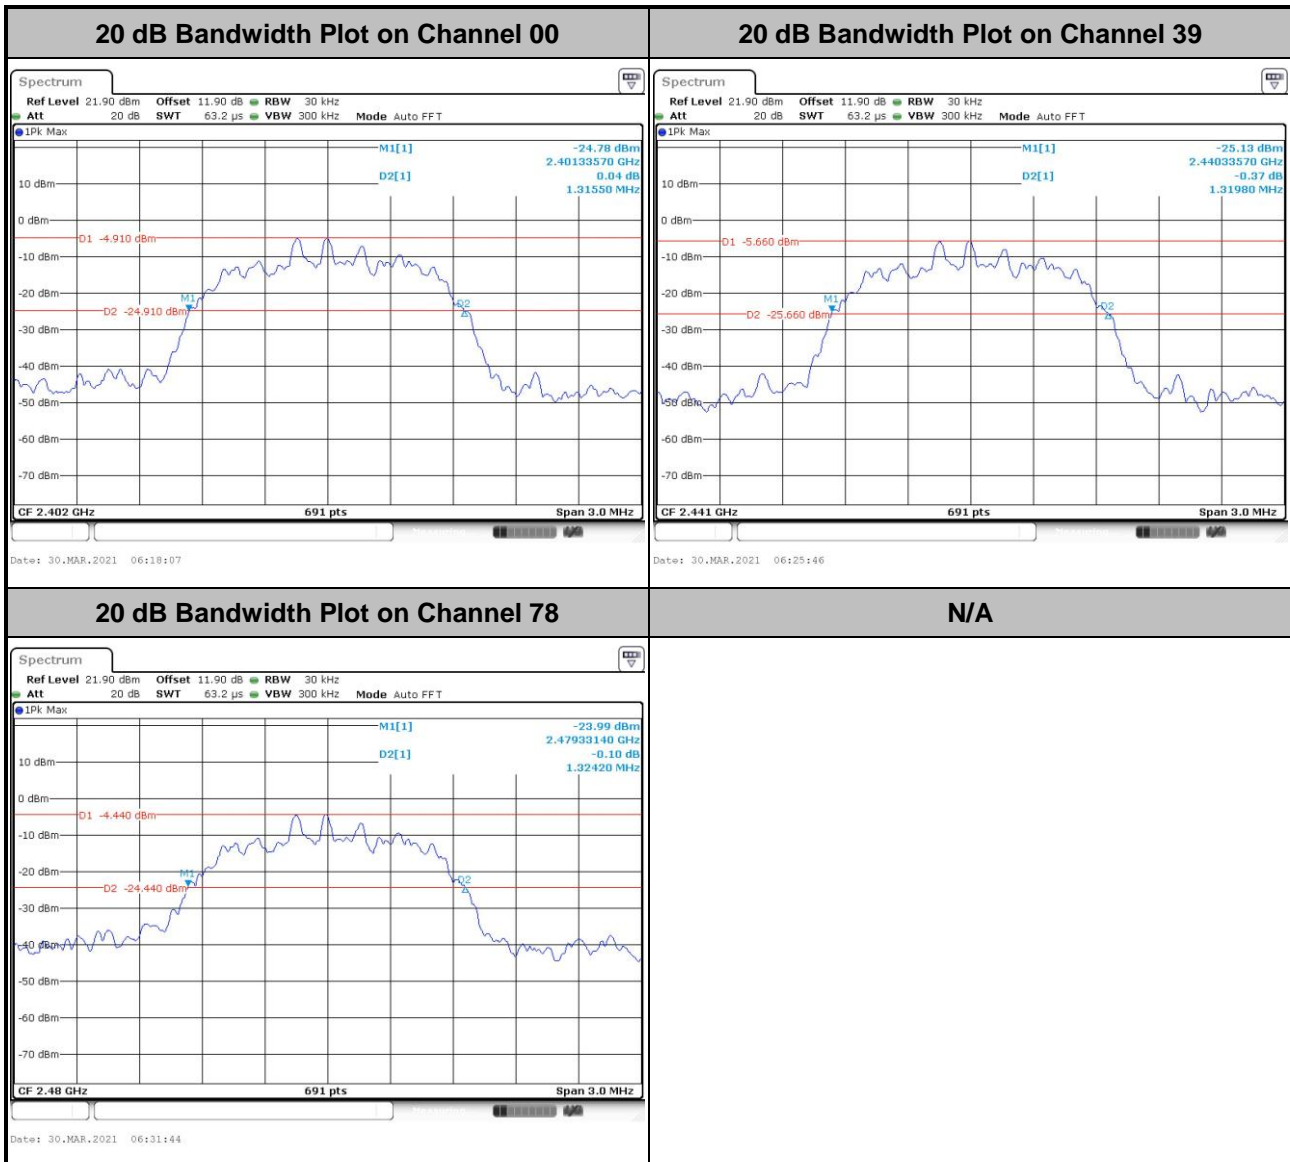 20 dB Bandwidth Plot on Channel 00
Spectrum
Ref Level 21.90 dBm Offset 11.90 dB RBW 30 kHz
Att 20 dB SWT 63.2 µs VBW 300 kHz Mode Auto FFT
1Pk Max
M1[1] -24.78 dBm
2.40133570 GHz
D2[1] 0.04 dB
1.31550 MHz
10 dBm
0 dBm
D1 -4.910 dBm
-10 dBm
-20 dBm
M1
D2
D2 -24.910 dBm
-30 dBm
-40 dBm
-50 dBm
-60 dBm
-70 dBm
CF 2.402 GHz 691 pts Span 3.0 MHz
Date: 30.MAR.2021 06:18:07
20 dB Bandwidth Plot on Channel 39
Spectrum
Ref Level 21.90 dBm Offset 11.90 dB RBW 30 kHz
Att 20 dB SWT 63.2 µs VBW 300 kHz Mode Auto FFT
1Pk Max
M1[1] -25.13 dBm
2.44033570 GHz
D2[1] -0.37 dB
1.31980 MHz
10 dBm
0 dBm
D1 -5.660 dBm
-10 dBm
-20 dBm
M1
D2
D2 -25.660 dBm
-30 dBm
-40 dBm
-50 dBm
-60 dBm
-70 dBm
CF 2.441 GHz 691 pts Span 3.0 MHz
Date: 30.MAR.2021 06:25:46
20 dB Bandwidth Plot on Channel 78
Spectrum
Ref Level 21.90 dBm Offset 11.90 dB RBW 30 kHz
Att 20 dB SWT 63.2 µs VBW 300 kHz Mode Auto FFT
1Pk Max
M1[1] -23.99 dBm
2.47933140 GHz
D2[1] -0.10 dB
1.32420 MHz
10 dBm
0 dBm
D1 -4.440 dBm
-10 dBm
-20 dBm
M1
D2
D2 -24.440 dBm
-30 dBm
-40 dBm
-50 dBm
-60 dBm
-70 dBm
CF 2.48 GHz 691 pts Span 3.0 MHz
Date: 30.MAR.2021 06:31:44
N/A